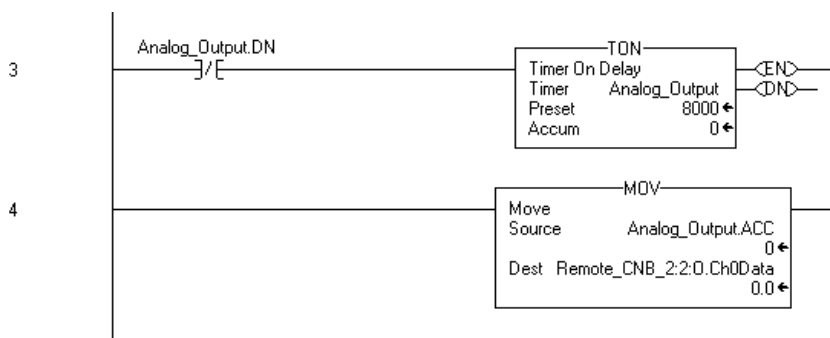 3
Analog_Output.DN
TON
Timer On Delay
Timer Analog_Output
Preset 8000
Accum 0
EN
DN
4
MOV
Move
Source Analog_Output.ACC
0
Dest Remote_CNB_2:2:O.Ch0Data
0.0